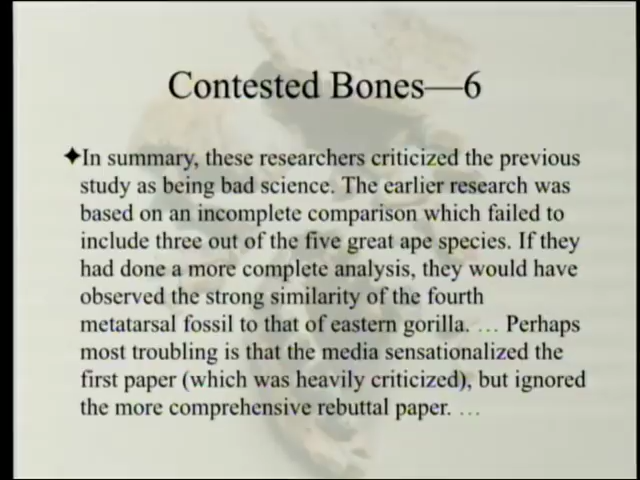 Contested Bones—6
✦In summary, these researchers criticized the previous
study as being bad science. The earlier research was
based on an incomplete comparison which failed to
include three out of the five great ape species. If they
had done a more complete analysis, they would have
observed the strong similarity of the fourth
metatarsal fossil to that of eastern gorilla. … Perhaps
most troubling is that the media sensationalized the
first paper (which was heavily criticized), but ignored
the more comprehensive rebuttal paper. …